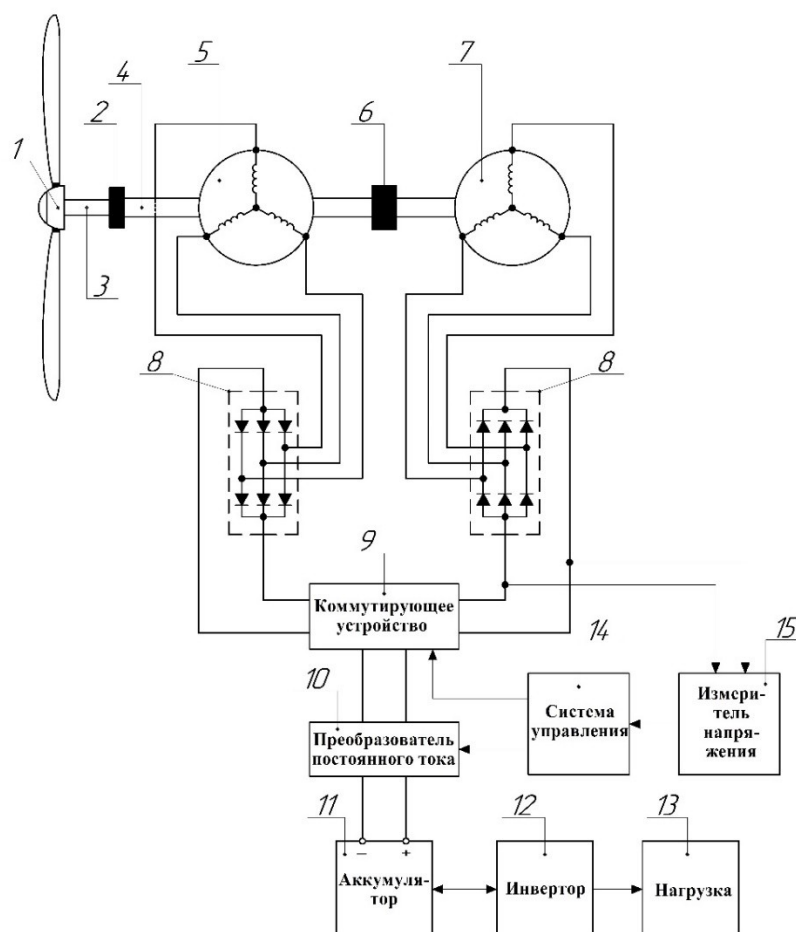 5
7
4
2
6
1
3
8
8
9
Коммутирующее
устройство
14
15
Система
управления
Измери-
тель
напря-
жения
10
Преобразователь
постоянного тока
11
12
13
– +
Аккумуля-
тор
Инвертор
Нагрузка